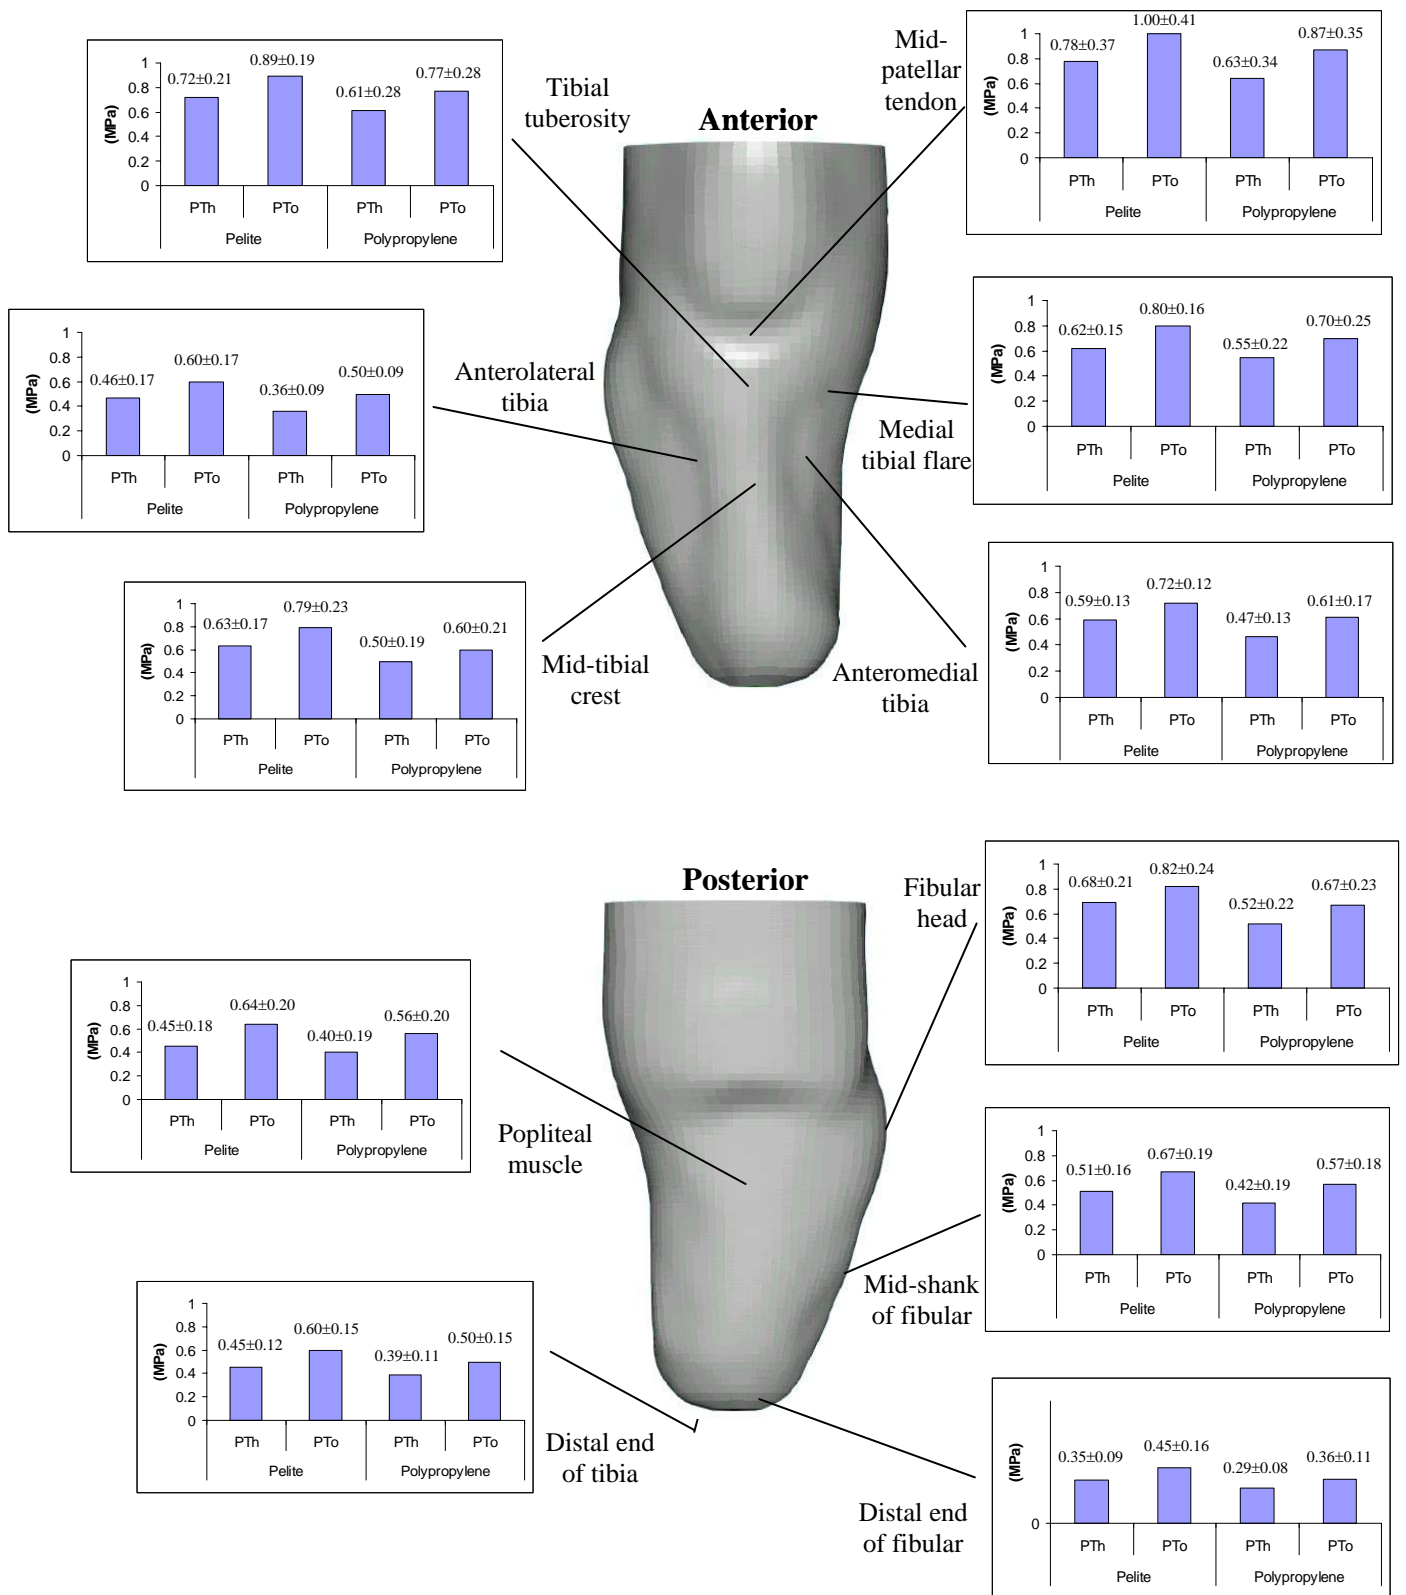 Anterior
Tibial
tuberosity
(MPa)
1
0.8
0.6
0.4
0.2
0
0.72±0.21
0.89±0.19
0.61±0.28
0.77±0.28
PTh PTo PTh PTo
Pelite Polypropylene
Mid-
patellar
tendon
(MPa)
1
0.8
0.6
0.4
0.2
0
0.78±0.37
1.00±0.41
0.63±0.34
0.87±0.35
PTh PTo PTh PTo
Pelite Polypropylene
Anterolateral
tibia
(MPa)
1
0.8
0.6
0.4
0.2
0
0.46±0.17
0.60±0.17
0.36±0.09
0.50±0.09
PTh PTo PTh PTo
Pelite Polypropylene
Medial
tibial flare
(MPa)
1
0.8
0.6
0.4
0.2
0
0.62±0.15
0.80±0.16
0.55±0.22
0.70±0.25
PTh PTo PTh PTo
Pelite Polypropylene
Mid-tibial
crest
(MPa)
1
0.8
0.6
0.4
0.2
0
0.63±0.17
0.79±0.23
0.50±0.19
0.60±0.21
PTh PTo PTh PTo
Pelite Polypropylene
Anteromedial
tibia
(MPa)
1
0.8
0.6
0.4
0.2
0
0.59±0.13
0.72±0.12
0.47±0.13
0.61±0.17
PTh PTo PTh PTo
Pelite Polypropylene
Posterior
Fibular
head
(MPa)
1
0.8
0.6
0.4
0.2
0
0.68±0.21
0.82±0.24
0.52±0.22
0.67±0.23
PTh PTo PTh PTo
Pelite Polypropylene
Popliteal
muscle
(MPa)
1
0.8
0.6
0.4
0.2
0
0.45±0.18
0.64±0.20
0.40±0.19
0.56±0.20
PTh PTo PTh PTo
Pelite Polypropylene
Mid-shank
of fibular
(MPa)
1
0.8
0.6
0.4
0.2
0
0.51±0.16
0.67±0.19
0.42±0.19
0.57±0.18
PTh PTo PTh PTo
Pelite Polypropylene
Distal end
of tibia
(MPa)
1
0.8
0.6
0.4
0.2
0
0.45±0.12
0.60±0.15
0.39±0.11
0.50±0.15
PTh PTo PTh PTo
Pelite Polypropylene
Distal end
of fibular
(MPa)
0
0.35±0.09
0.45±0.16
0.29±0.08
0.36±0.11
PTh PTo PTh PTo
Pelite Polypropylene